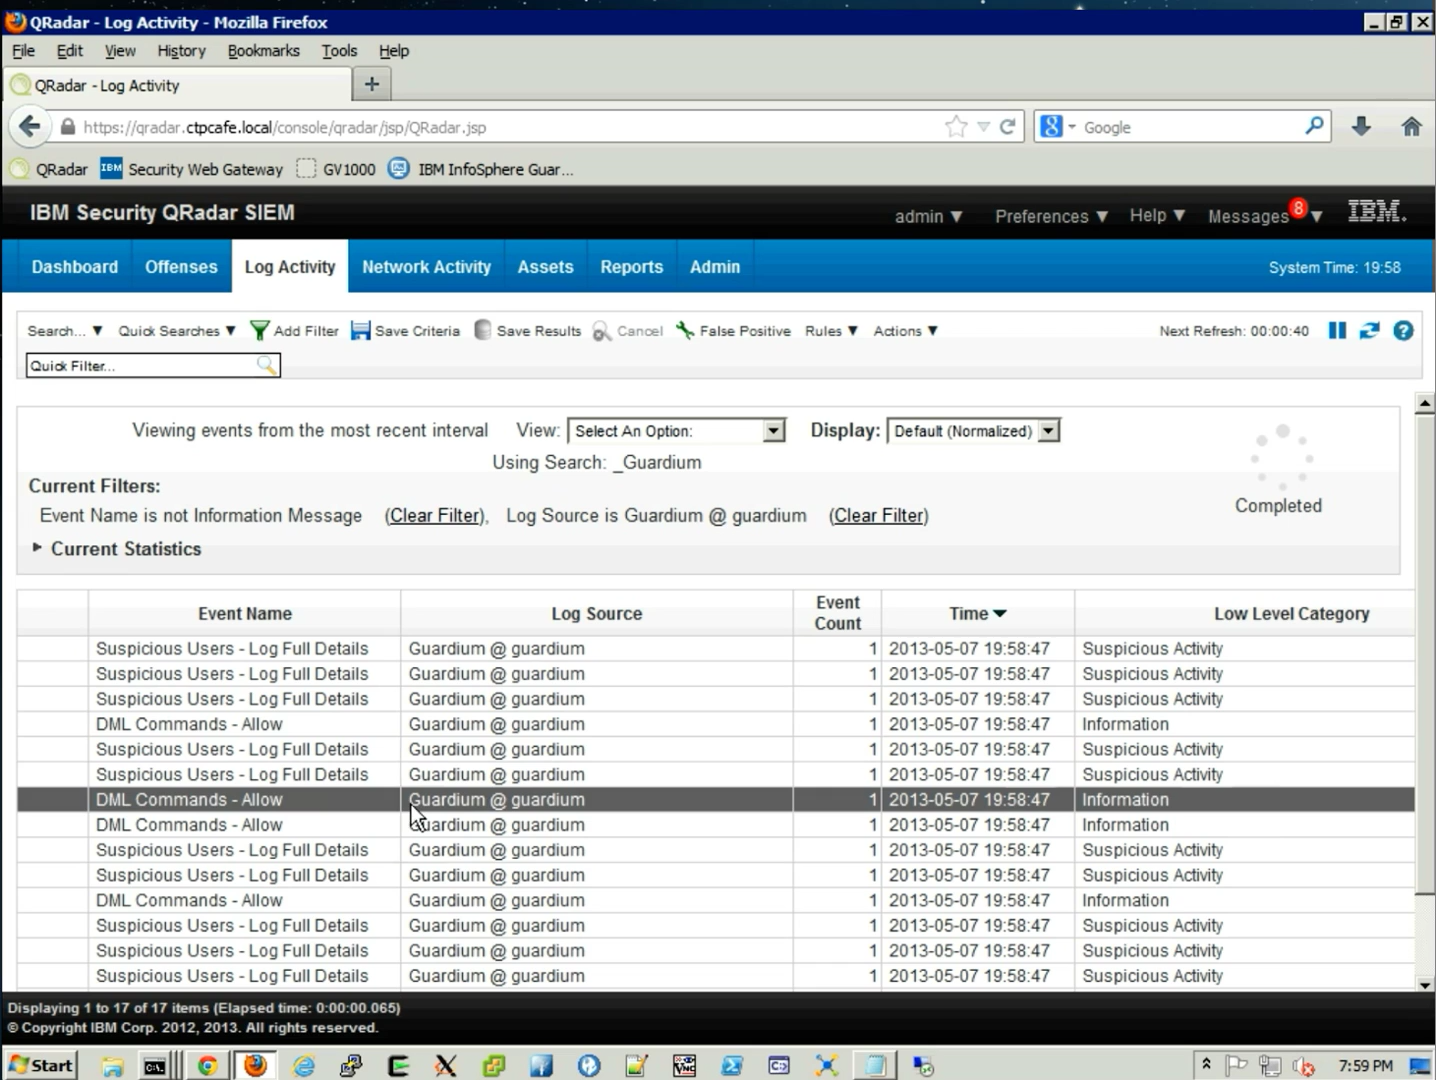 QRadar - Log Activity - Mozilla Firefox
File Edit View History Bookmarks Tools Help
QRadar - Log Activity
https://qradar.ctpcafe.local/console/qradar/jsp/QRadar.jsp Google
QRadar IBM Security Web Gateway GV1000 IBM InfoSphere Guar...
IBM Security QRadar SIEM admin Preferences Help Messages 8 IBM.
Dashboard Offenses Log Activity Network Activity Assets Reports Admin System Time: 19:58
Search... Quick Searches Add Filter Save Criteria Save Results Cancel False Positive Rules Actions Next Refresh: 00:00:40
Quick Filter...
Viewing events from the most recent interval View: Select An Option: Display: Default (Normalized)
Using Search: _Guardium
Current Filters:
Completed
Event Name is not Information Message (Clear Filter), Log Source is Guardium @ guardium (Clear Filter)
Current Statistics
Event Name Log Source Event Count Time Low Level Category
Suspicious Users - Log Full Details Guardium @ guardium 1 2013-05-07 19:58:47 Suspicious Activity
Suspicious Users - Log Full Details Guardium @ guardium 1 2013-05-07 19:58:47 Suspicious Activity
Suspicious Users - Log Full Details Guardium @ guardium 1 2013-05-07 19:58:47 Suspicious Activity
DML Commands - Allow Guardium @ guardium 1 2013-05-07 19:58:47 Information
Suspicious Users - Log Full Details Guardium @ guardium 1 2013-05-07 19:58:47 Suspicious Activity
Suspicious Users - Log Full Details Guardium @ guardium 1 2013-05-07 19:58:47 Suspicious Activity
DML Commands - Allow Guardium @ guardium 1 2013-05-07 19:58:47 Information
DML Commands - Allow Guardium @ guardium 1 2013-05-07 19:58:47 Information
Suspicious Users - Log Full Details Guardium @ guardium 1 2013-05-07 19:58:47 Suspicious Activity
Suspicious Users - Log Full Details Guardium @ guardium 1 2013-05-07 19:58:47 Suspicious Activity
DML Commands - Allow Guardium @ guardium 1 2013-05-07 19:58:47 Information
Suspicious Users - Log Full Details Guardium @ guardium 1 2013-05-07 19:58:47 Suspicious Activity
Suspicious Users - Log Full Details Guardium @ guardium 1 2013-05-07 19:58:47 Suspicious Activity
Suspicious Users - Log Full Details Guardium @ guardium 1 2013-05-07 19:58:47 Suspicious Activity
Displaying 1 to 17 of 17 items (Elapsed time: 0:00:00.065)
© Copyright IBM Corp. 2012, 2013. All rights reserved.
Start 7:59 PM